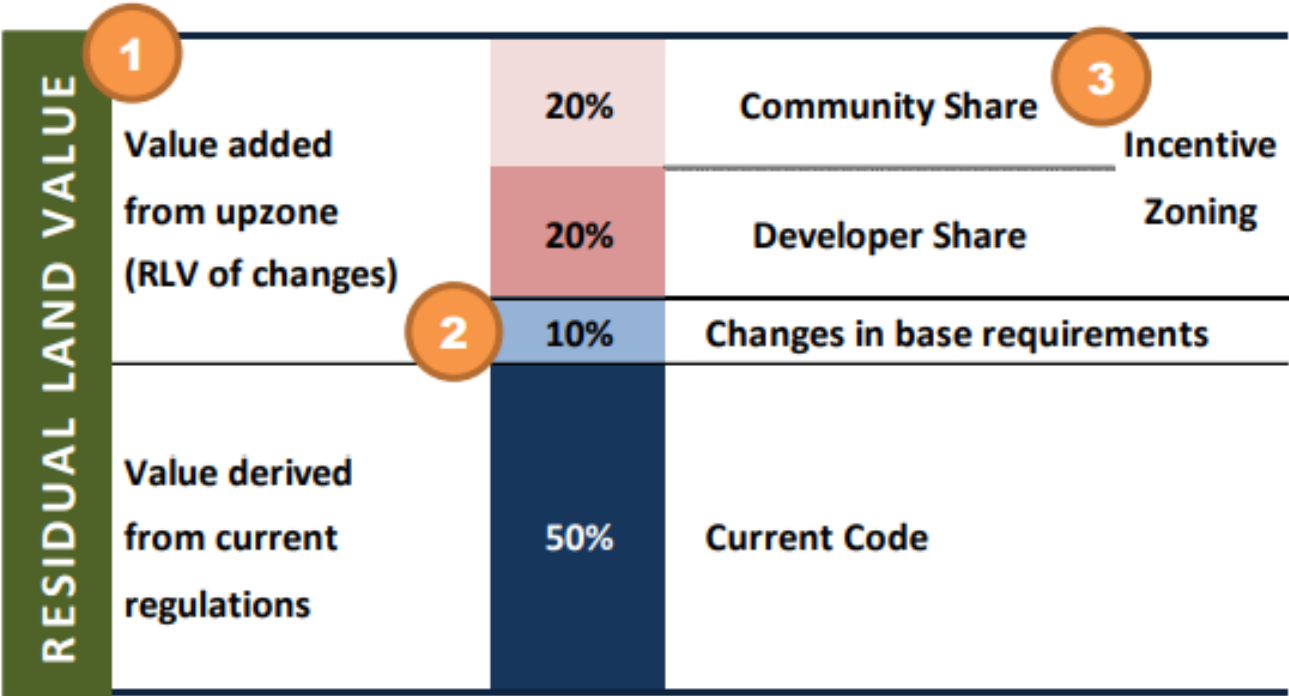 RESIDUAL LAND VALUE
1
Value added
from upzone
(RLV of changes)
20%
Community Share
3
Incentive
Zoning
20%
Developer Share
2
10%
Changes in base requirements
Value derived
from current
regulations
50%
Current Code